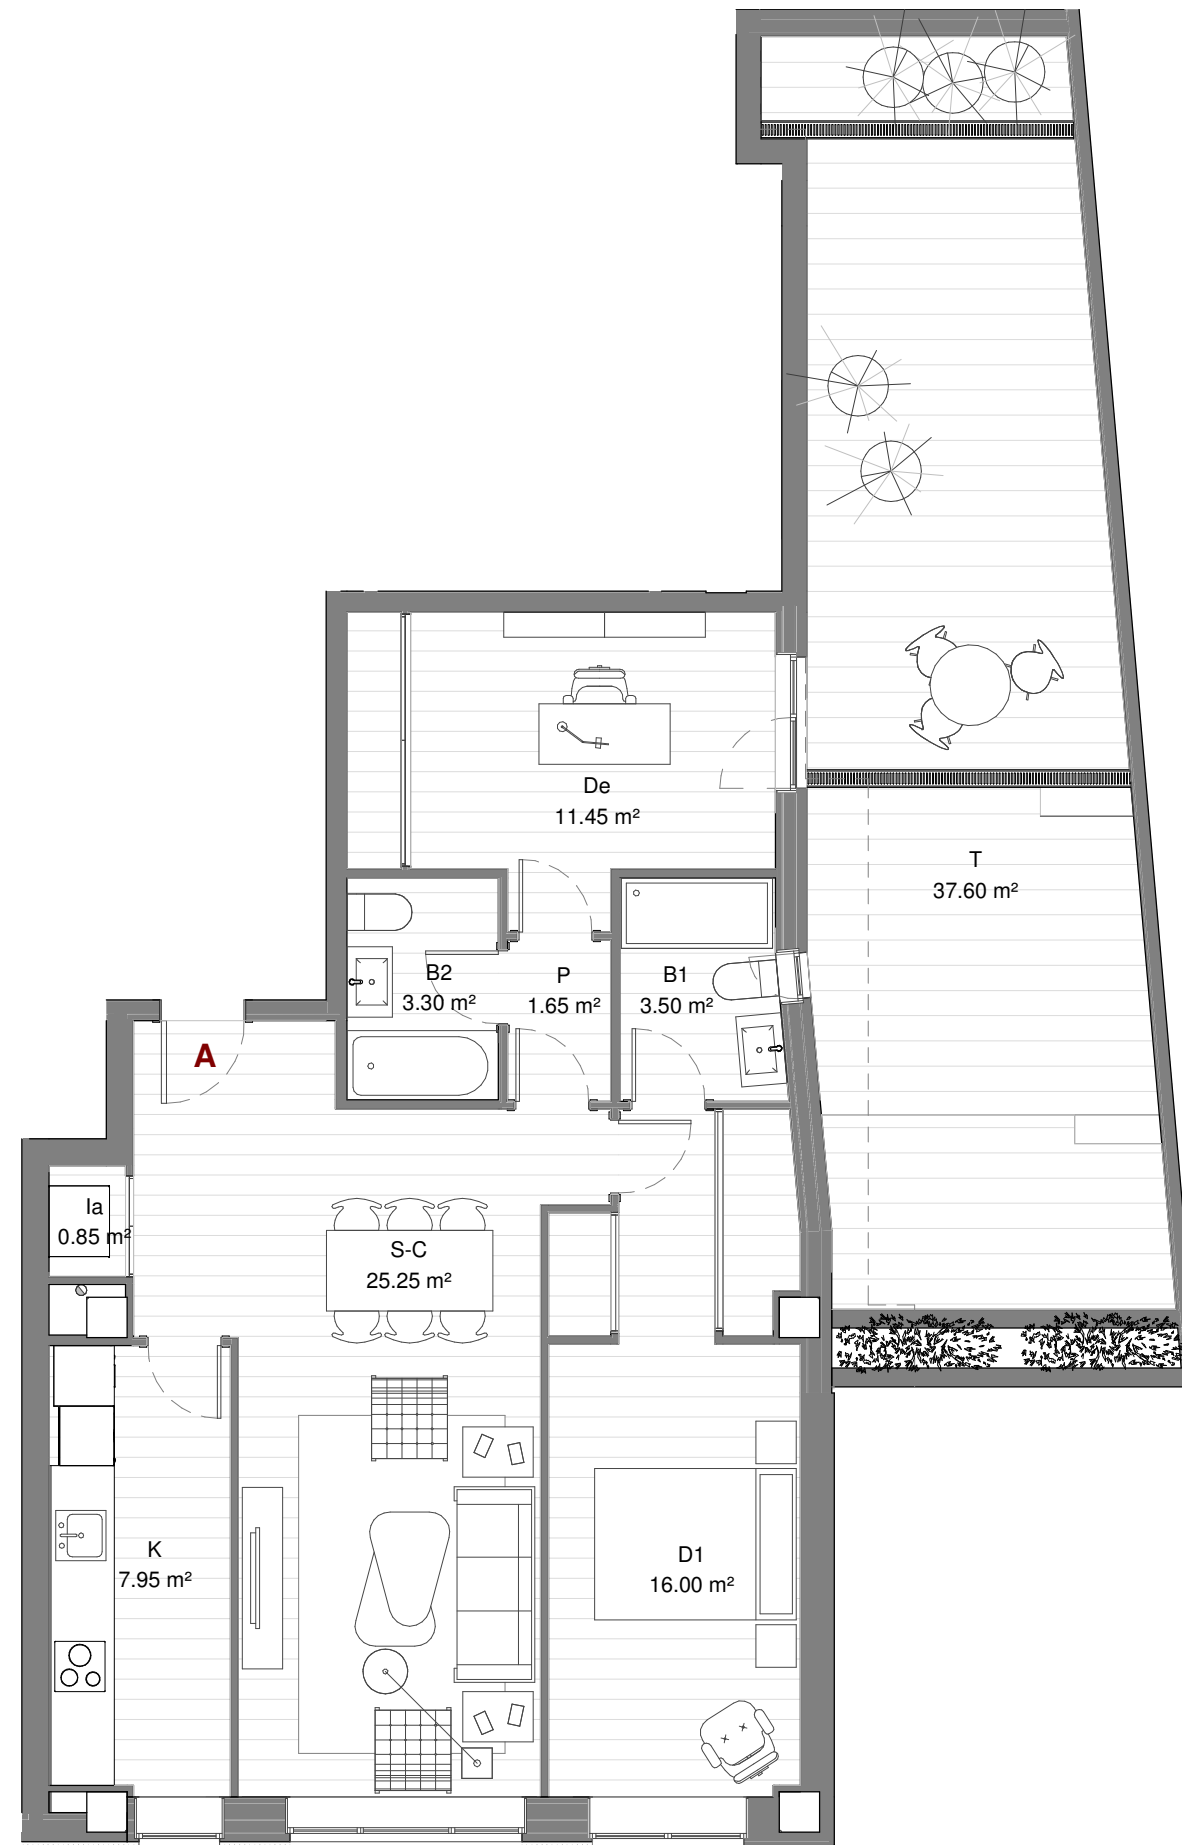 De
11.45 m²
T
37.60 m²
B2
3.30 m²
P
1.65 m²
B1
3.50 m²
A
Ia
0.85 m²
S-C
25.25 m²
K
7.95 m²
D1
16.00 m²